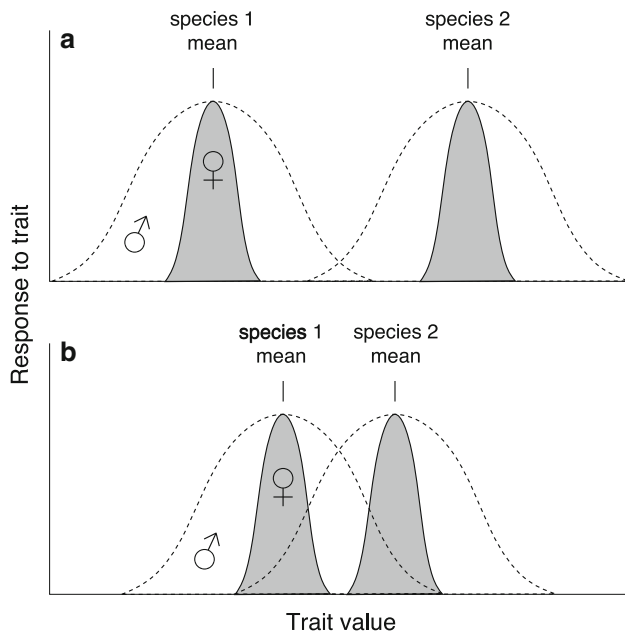 species 1
mean
species 2
mean
a
♀
♂
Response to trait
b
species 1
mean
species 2
mean
♀
♂
Trait value